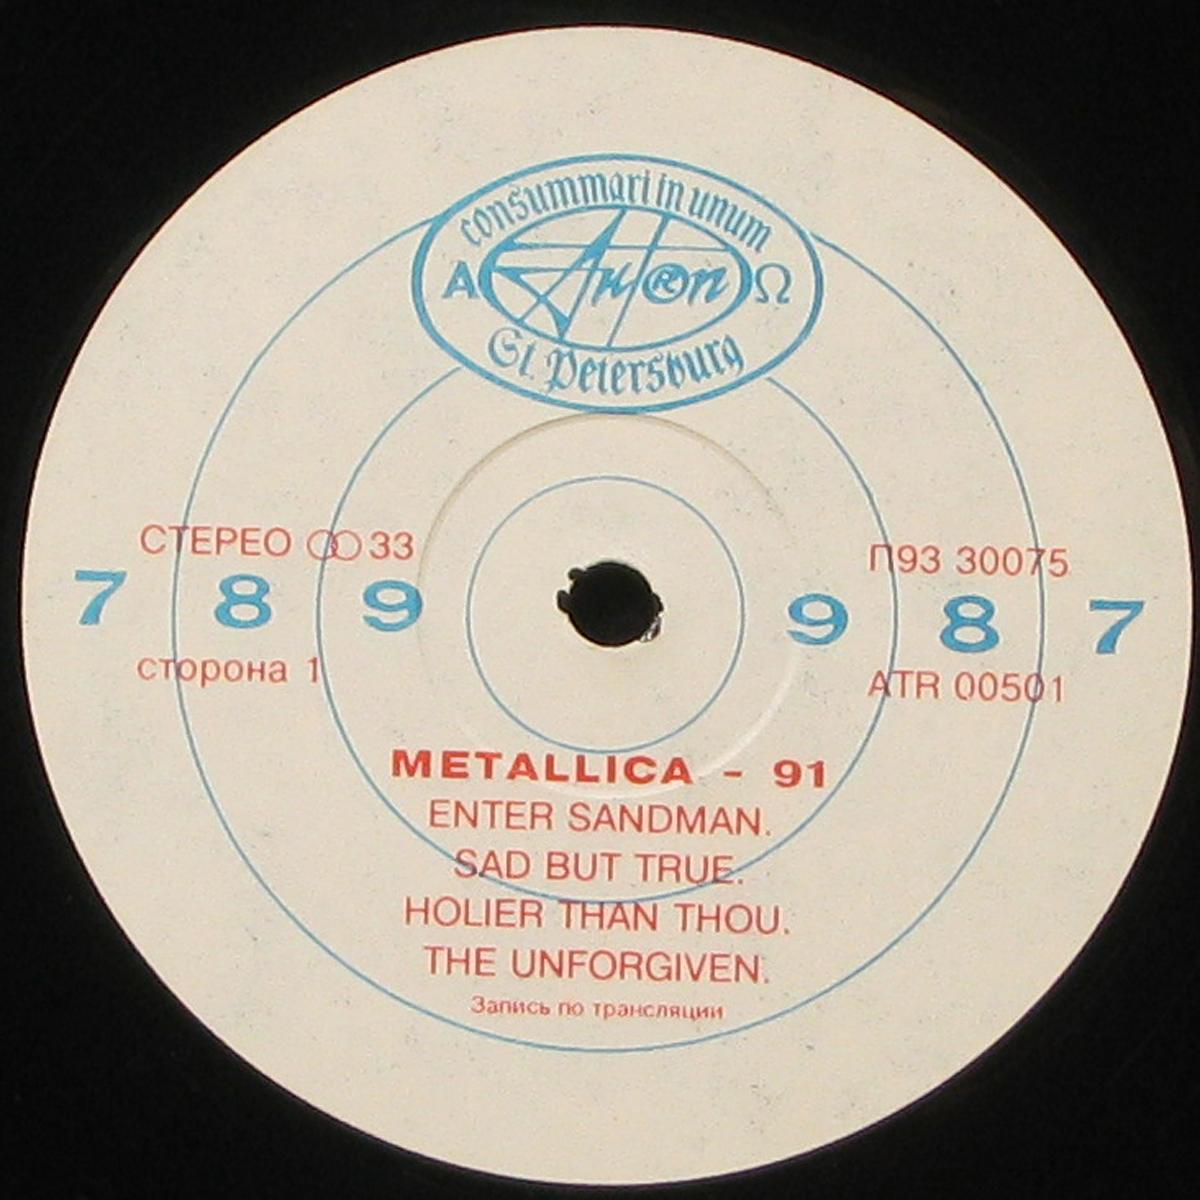 consummari in unum
Α Антроп Ω
St. Petersburg
СТЕРЕО 33
П93 30075
7 8 9 9 8 7
сторона 1
ATR 00501
METALLICA - 91
ENTER SANDMAN.
SAD BUT TRUE.
HOLIER THAN THOU.
THE UNFORGIVEN.
Запись по трансляции